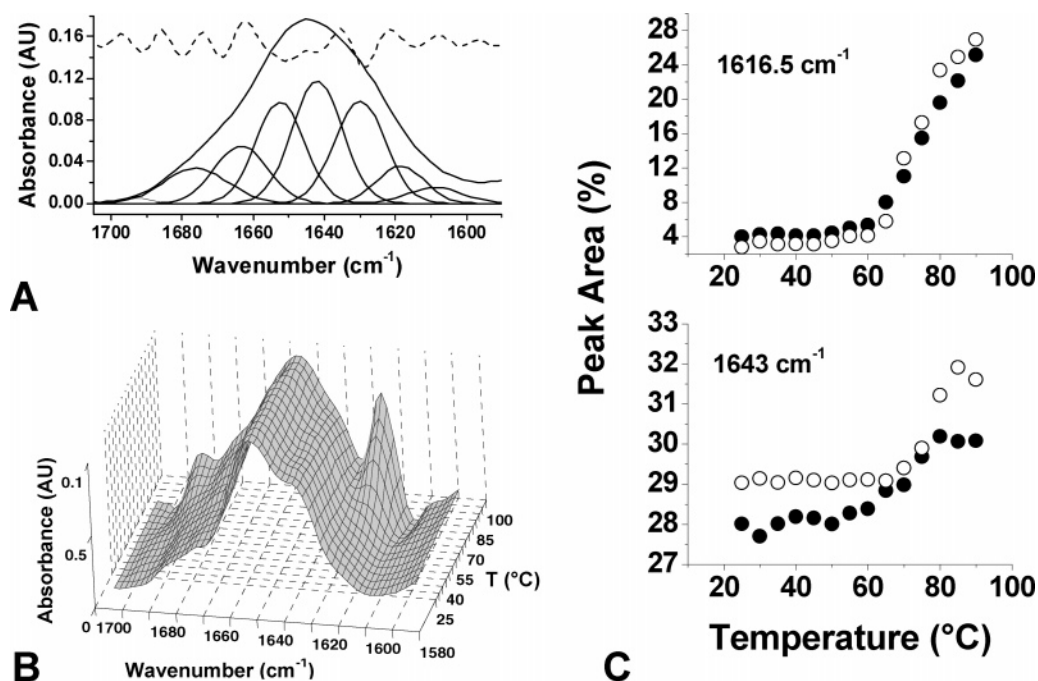 0.16
0.12
0.08
0.04
0.00
Absorbance (AU)
1700 1680 1660 1640 1620 1600
Wavenumber (cm-1)
A
0.1
0.5
0
Absorbance (AU)
1700 1680 1660 1640 1620 1600 1580
Wavenumber (cm-1)
100
85
70
55
40
25
T (°C)
B
28
24
20
16
12
8
4
1616.5 cm-1
20 40 60 80 100
Peak Area (%)
33
32
31
30
29
28
27
1643 cm-1
20 40 60 80 100
Temperature (°C)
C